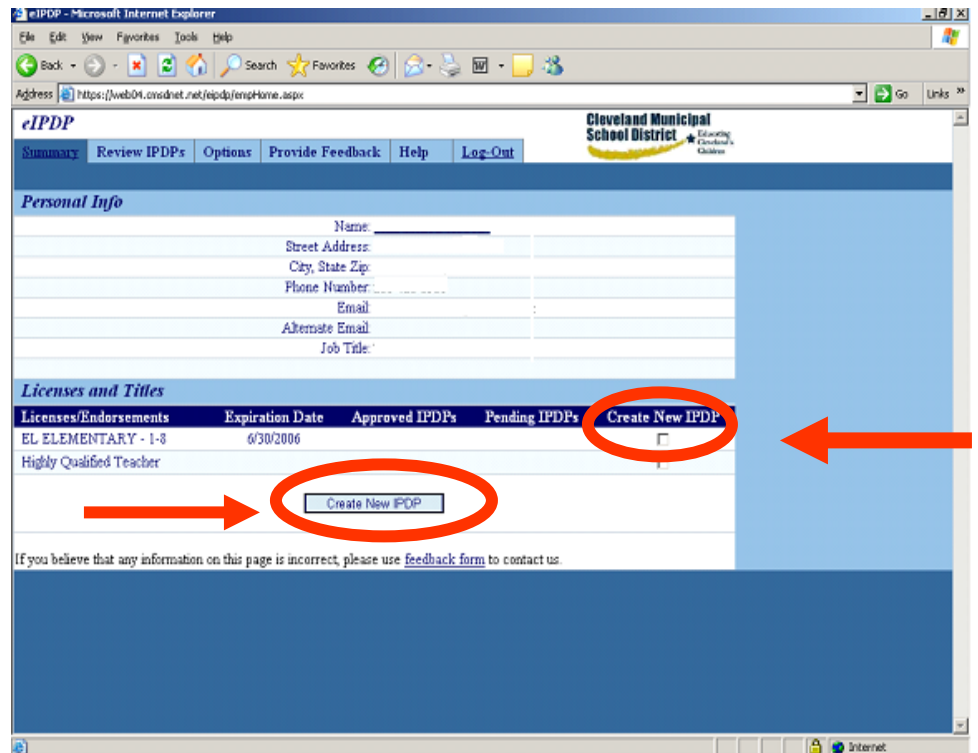 eIPDP - Microsoft Internet Explorer
File Edit View Favorites Tools Help
Back Search Favorites
Address https://web04.cmsdnet.net/eipdp/empHome.aspx Go Links »
eIPDP
Cleveland Municipal
School District
Educating
Cleveland's
Children
Summary Review IPDPs Options Provide Feedback Help Log-Out
Personal Info
Name:
Street Address:
City, State Zip:
Phone Number:
Email:
Alternate Email:
Job Title:
Licenses and Titles
Licenses/Endorsements Expiration Date Approved IPDPs Pending IPDPs Create New IPDP
EL ELEMENTARY - 1-8 6/30/2006
Highly Qualified Teacher
Create New IPDP
If you believe that any information on this page is incorrect, please use feedback form to contact us.
Internet